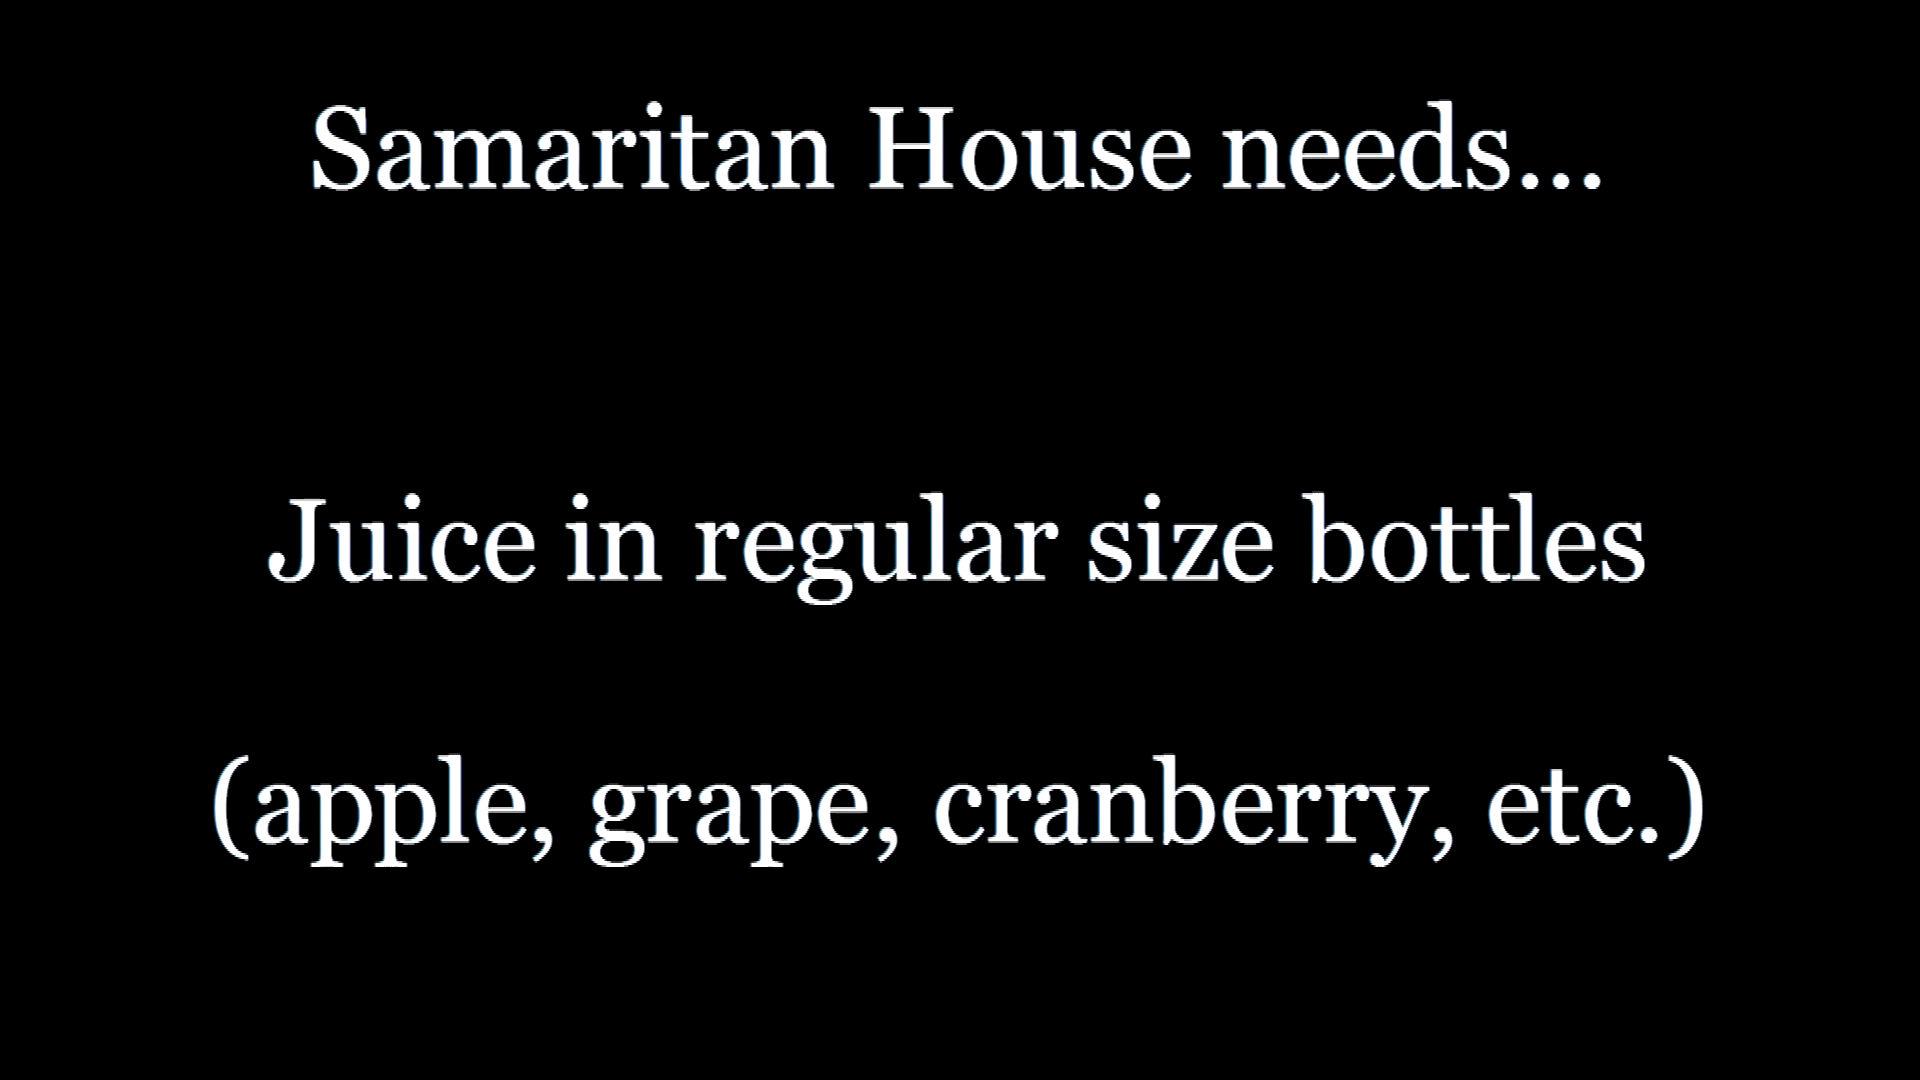 Samaritan House needs...
Juice in regular size bottles
(apple, grape, cranberry, etc.)